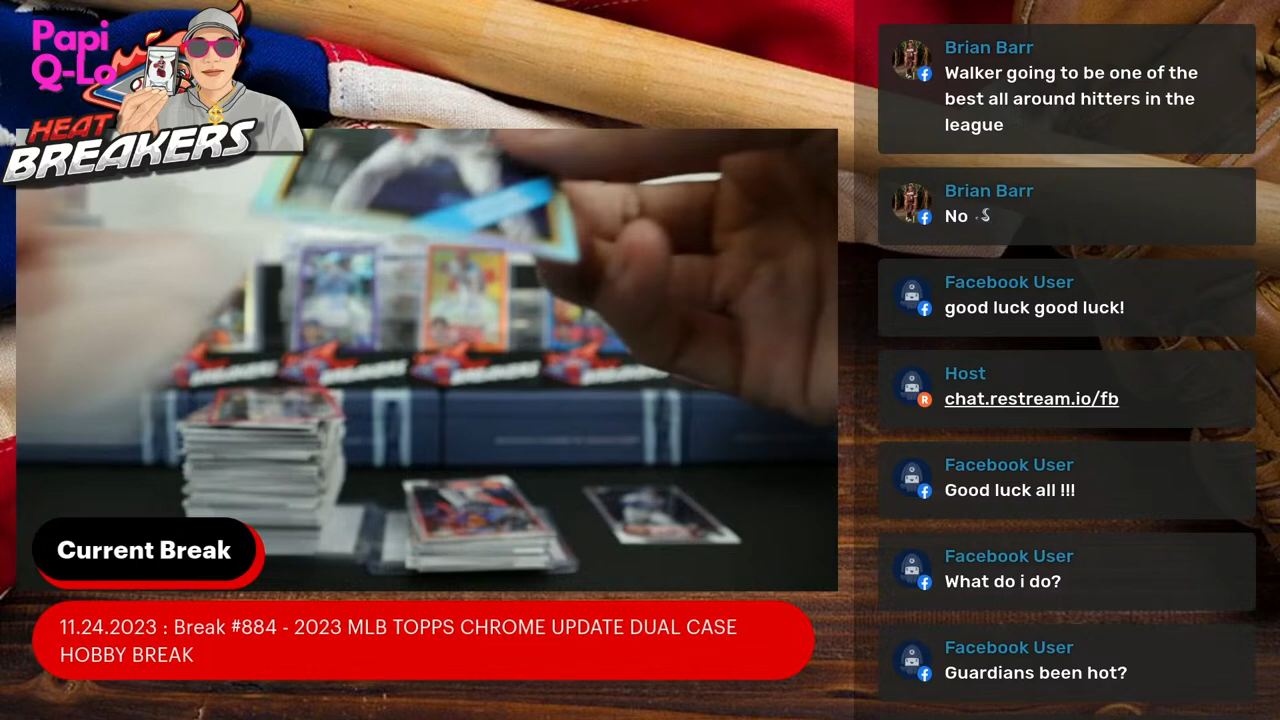 Papi
Q-Lo
HEAT
BREAKERS
Current Break
11.24.2023 : Break #884 - 2023 MLB TOPPS CHROME UPDATE DUAL CASE
HOBBY BREAK
Brian Barr
Walker going to be one of the
best all around hitters in the
league
Brian Barr
No
Facebook User
good luck good luck!
Host
chat.restream.io/fb
Facebook User
Good luck all !!!
Facebook User
What do i do?
Facebook User
Guardians been hot?